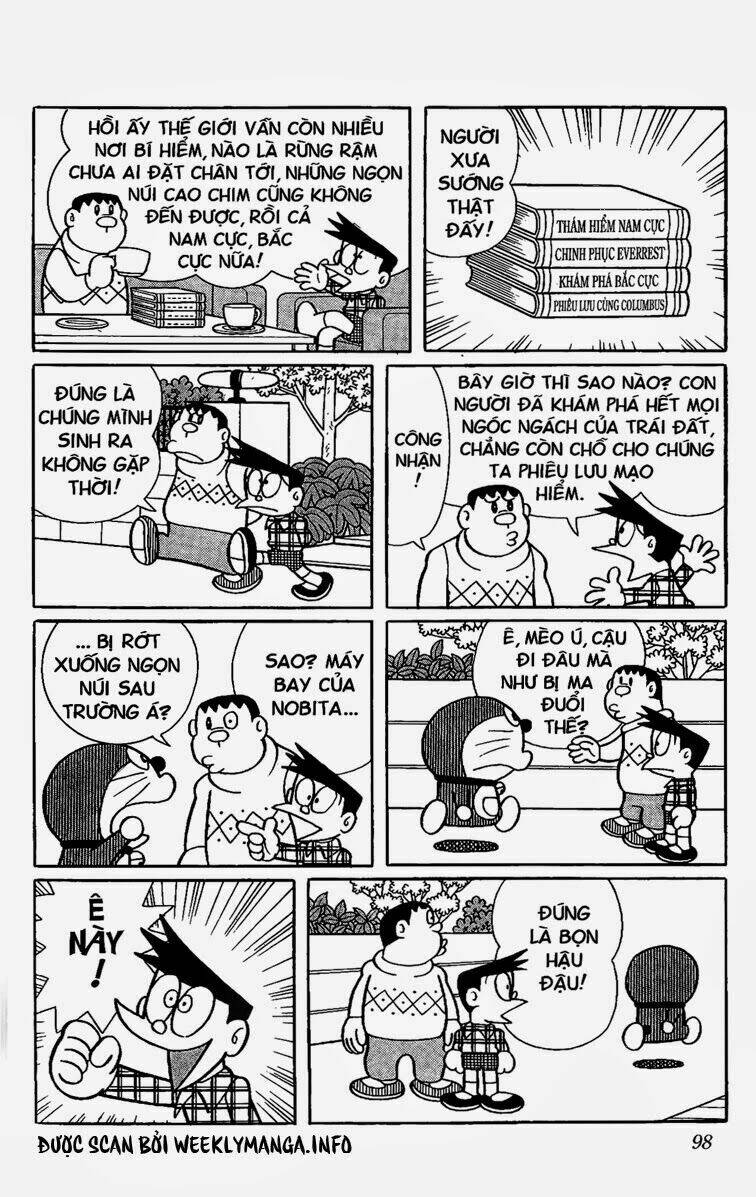 NGƯỜI
XƯA
SƯỚNG
THẬT
ĐẤY!
THÁM HIỂM NAM CỰC
CHINH PHỤC EVERREST
KHÁM PHÁ BẮC CỰC
PHIÊU LƯU CÙNG COLUMBUS
HỒI ẤY THẾ GIỚI VẪN CÒN NHIỀU
NƠI BÍ HIỂM, NÀO LÀ RỪNG RẬM
CHƯA AI ĐẶT CHÂN TỚI, NHỮNG NGỌN
NÚI CAO CHIM CŨNG KHÔNG
ĐẾN ĐƯỢC, RỒI CẢ
NAM CỰC, BẮC
CỰC NỮA!
BÂY GIỜ THÌ SAO NÀO? CON
NGƯỜI ĐÃ KHÁM PHÁ HẾT MỌI
NGÓC NGÁCH CỦA TRÁI ĐẤT,
CHẲNG CÒN CHỖ CHO CHÚNG
TA PHIÊU LƯU MẠO
HIỂM.
CÔNG
NHẬN
!
ĐÚNG LÀ
CHÚNG MÌNH
SINH RA
KHÔNG GẶP
THỜI!
Ê, MÈO Ú, CẬU
ĐI ĐÂU MÀ
NHƯ BỊ MA
ĐUỔI
THẾ?
SAO? MÁY
BAY CỦA
NOBITA...
... BỊ RỚT
XUỐNG NGỌN
NÚI SAU
TRƯỜNG Á?
ĐÚNG
LÀ BỌN
HẬU
ĐẬU!
Ê
NÀY
!
ĐƯỢC SCAN BỞI WEEKLYMANGA.INFO
98